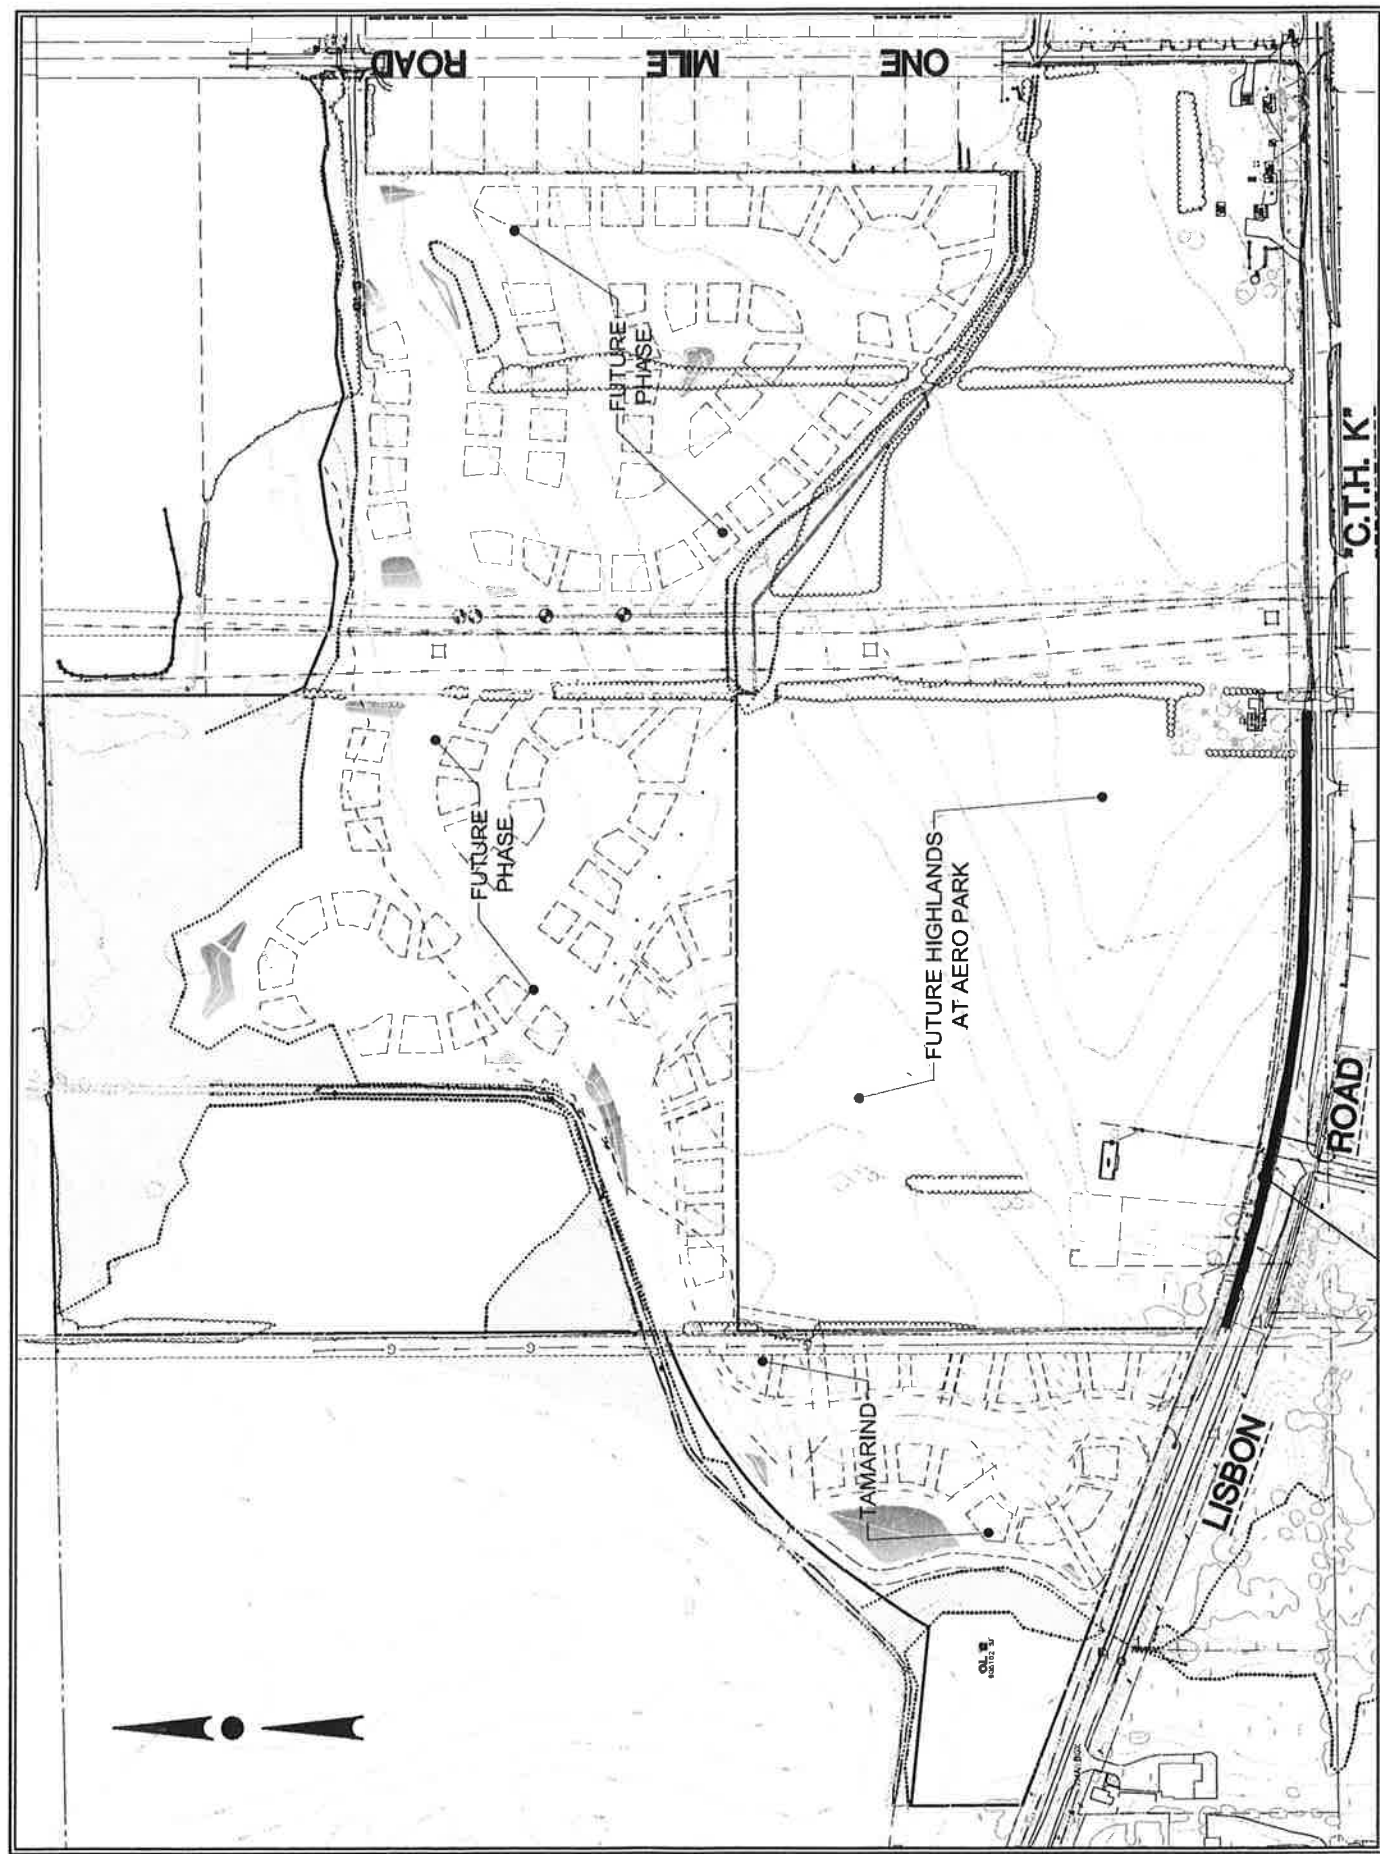 ONE
MILE
ROAD
FUTURE
PHASE
"C.T.H. K"
FUTURE
PHASE
FUTURE HIGHLANDS
AT AERO PARK
ROAD
G
G
G
TAMARIND
LISBON